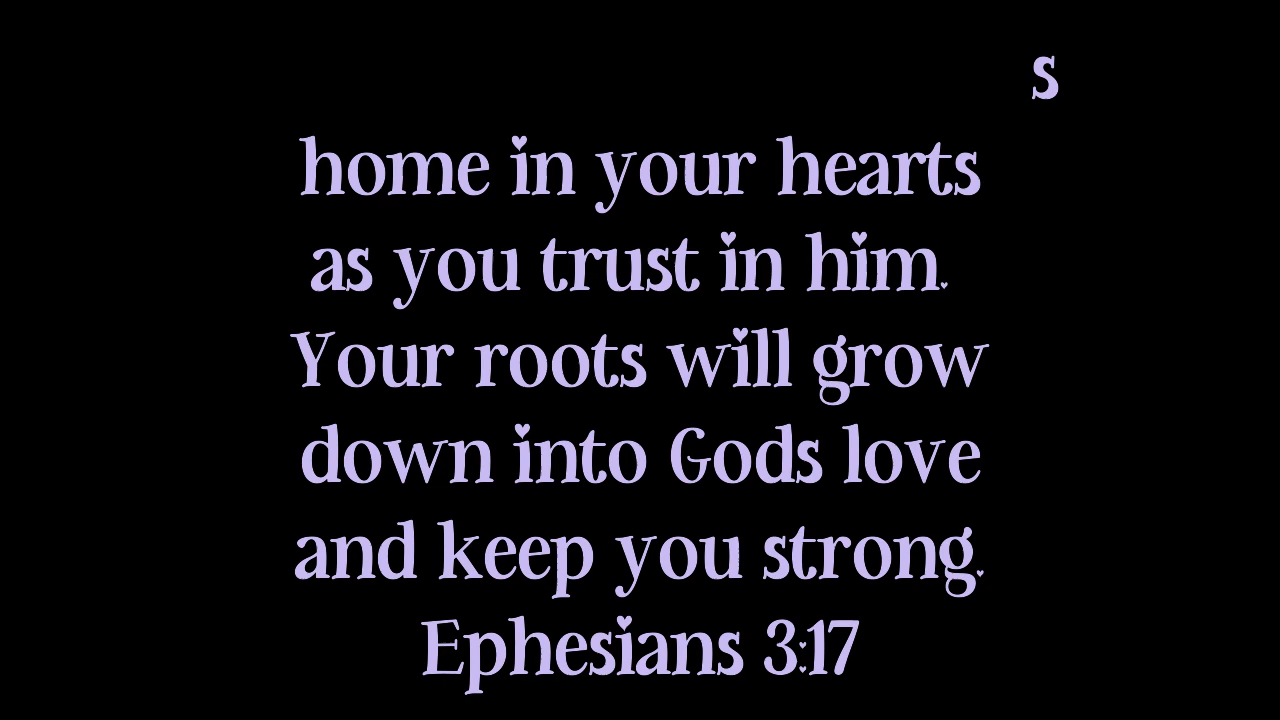 s
home in your hearts
as you trust in him.
Your roots will grow
down into Gods love
and keep you strong.
Ephesians 3:17